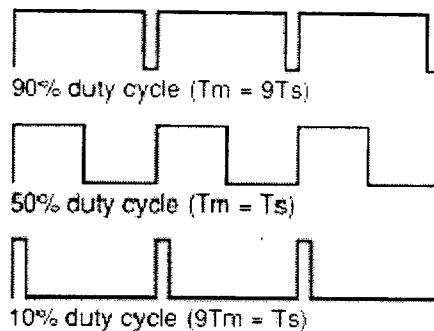 90% duty cycle (Tm = 9Ts)
50% duty cycle (Tm = Ts)
10% duty cycle (9Tm = Ts)